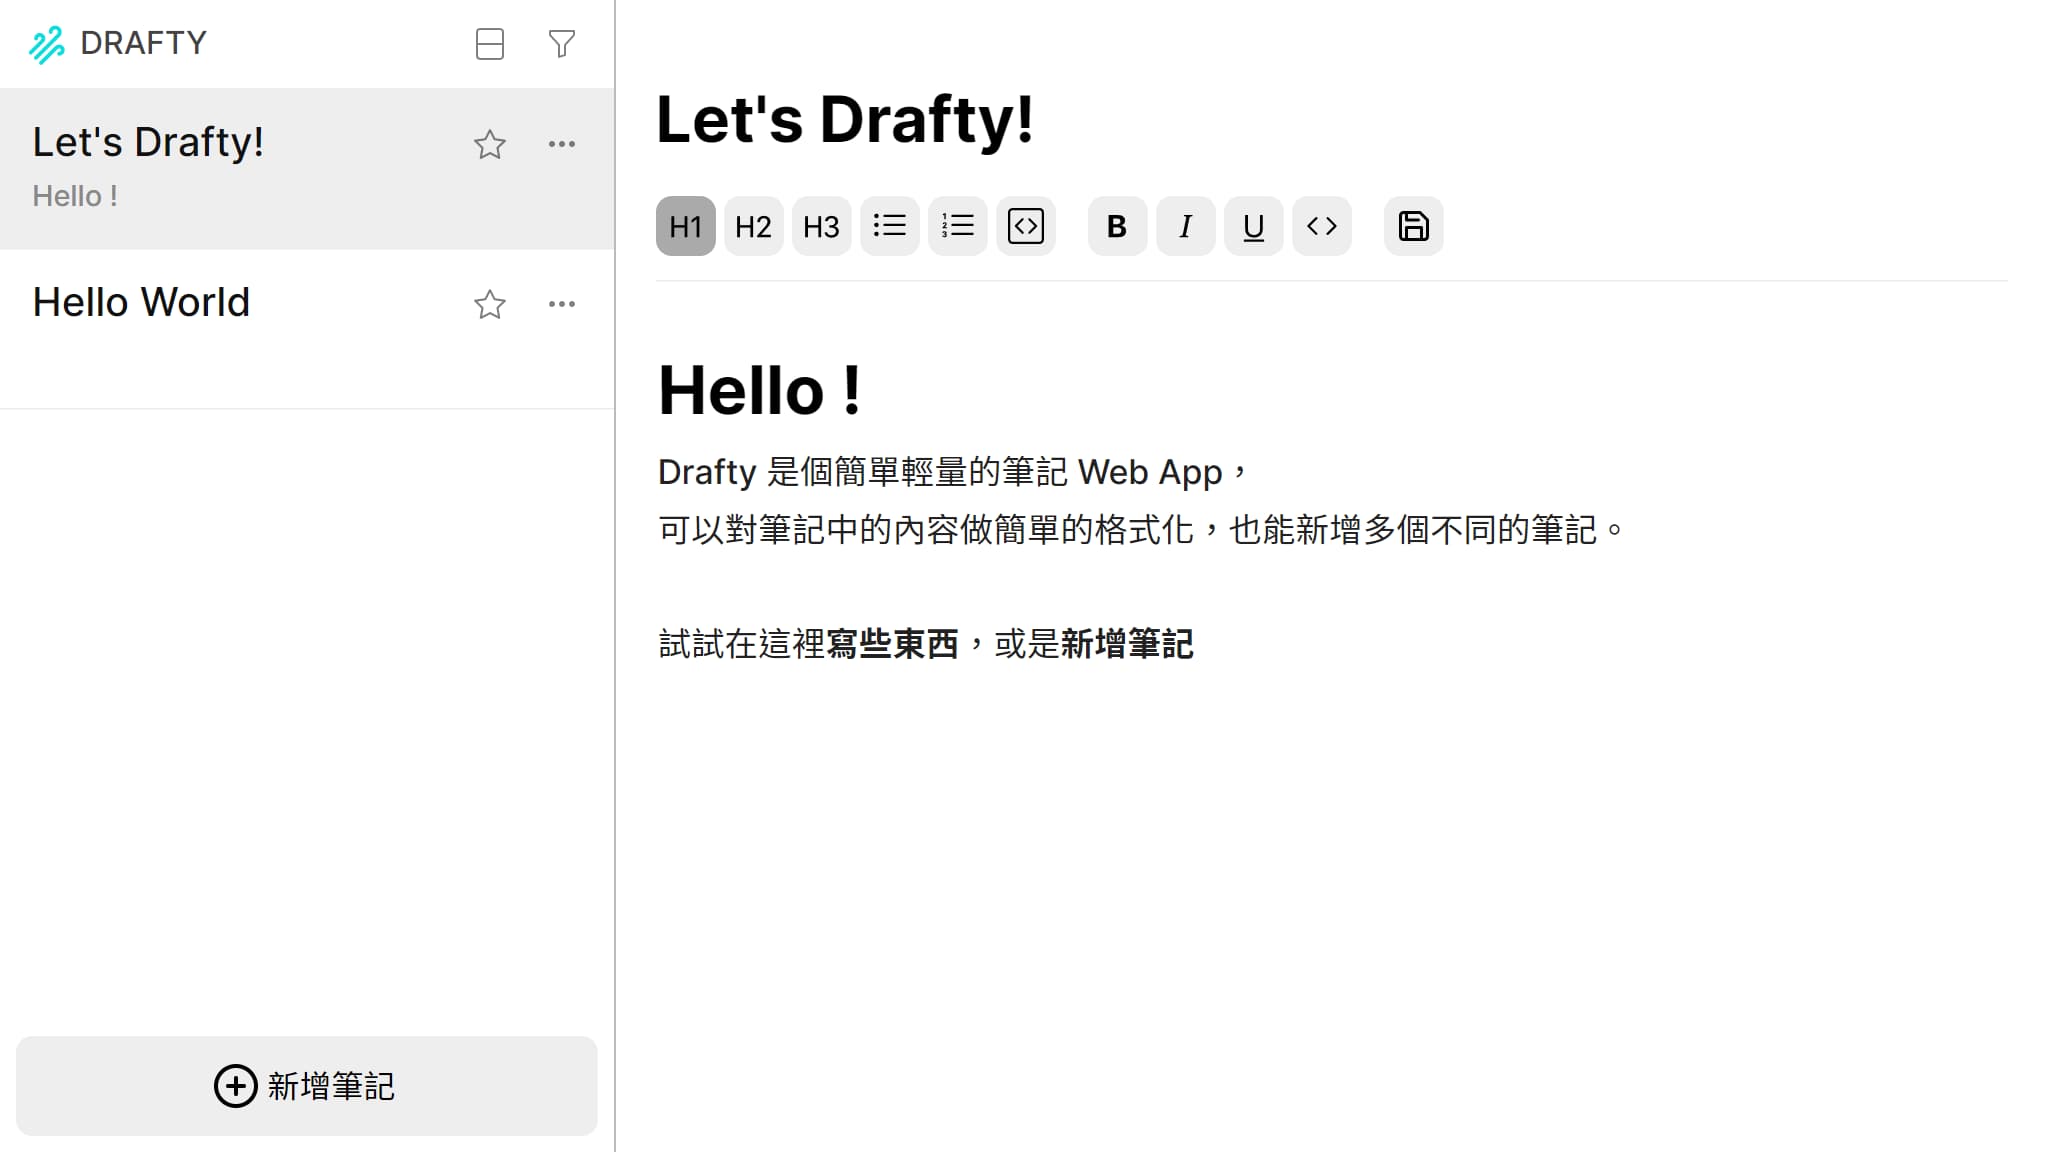 DRAFTY
Let's Drafty!
Hello !
Hello World
新增筆記
Let's Drafty!
H1 H2 H3 B I U
Hello !
Drafty 是個簡單輕量的筆記 Web App，
可以對筆記中的內容做簡單的格式化，也能新增多個不同的筆記。
試試在這裡寫些東西，或是新增筆記